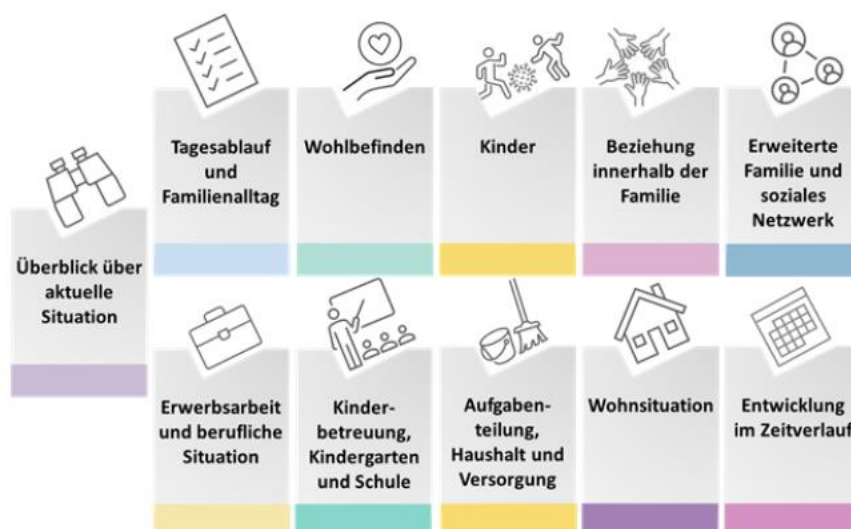 Überblick über
aktuelle
Situation
Tagesablauf
und
Familienalltag
Wohlbefinden
Kinder
Beziehung
innerhalb der
Familie
Erweiterte
Familie und
soziales
Netzwerk
Erwerbsarbeit
und berufliche
Situation
Kinder-
betreuung,
Kindergarten
und Schule
Aufgaben-
teilung,
Haushalt und
Versorgung
Wohnsituation
Entwicklung
im Zeitverlauf